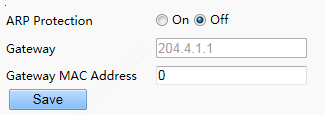 ARP Protection On Off
Gateway 204.4.1.1
Gateway MAC Address 0
Save